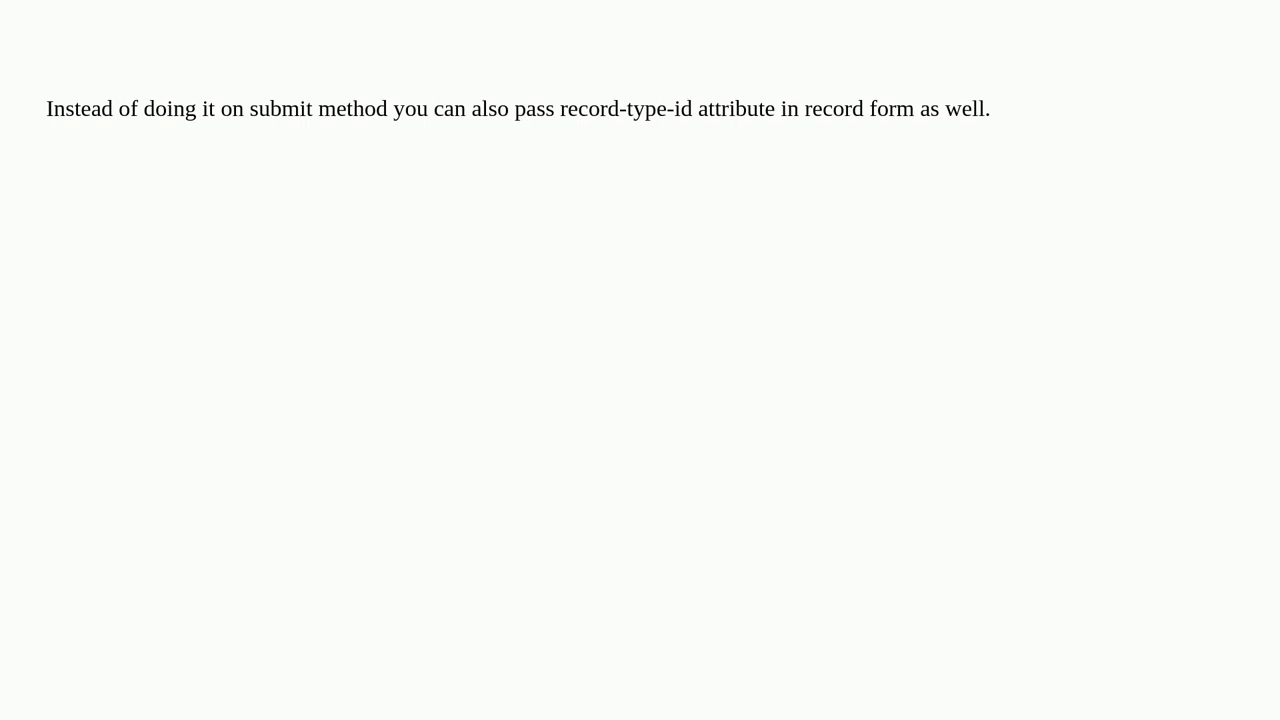 Instead of doing it on submit method you can also pass record-type-id attribute in record form as well.